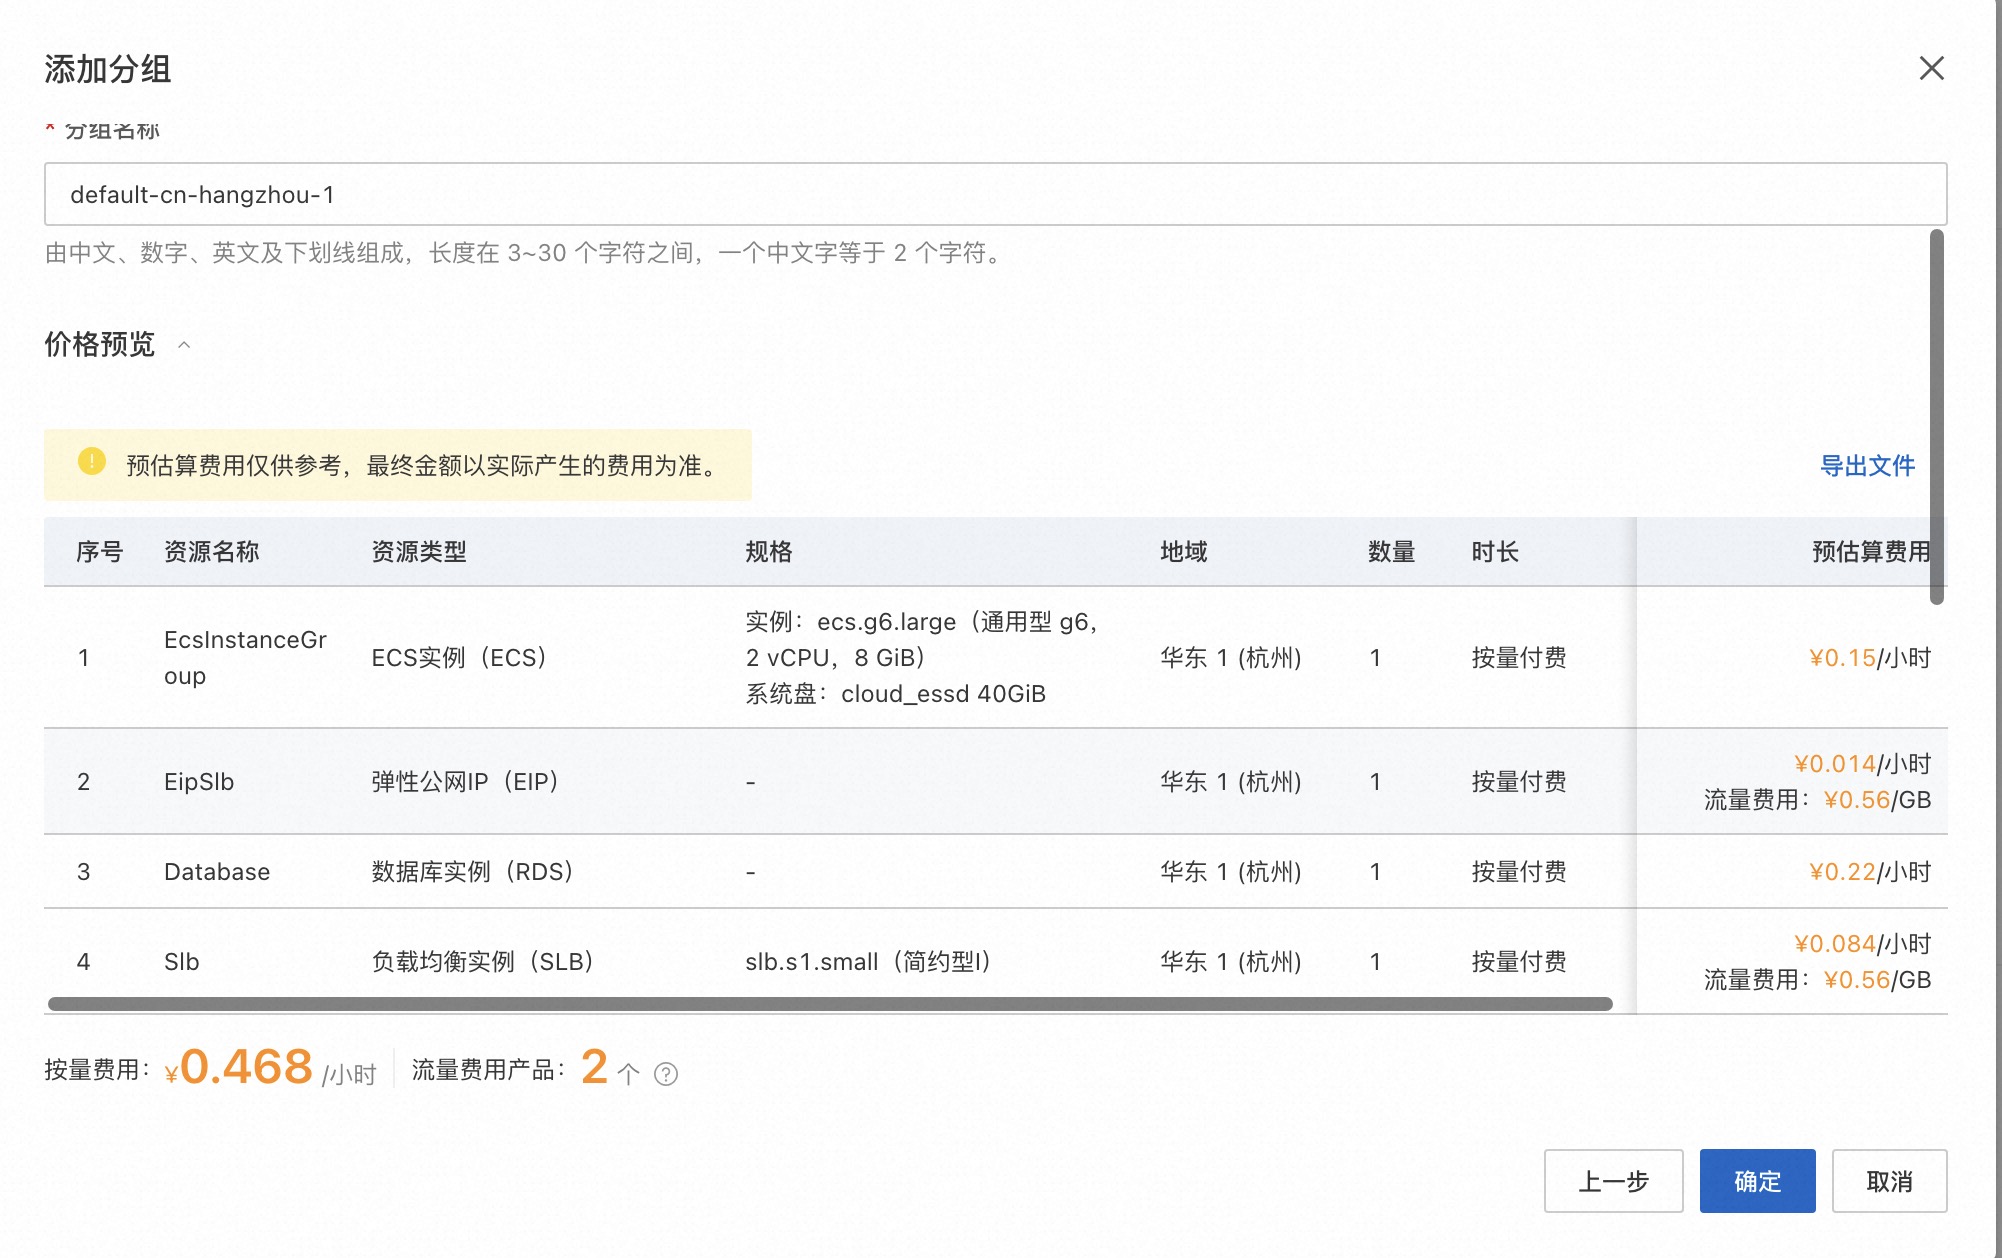 添加分组
* 分组名称
default-cn-hangzhou-1
由中文、数字、英文及下划线组成，长度在 3~30 个字符之间，一个中文字等于 2 个字符。
价格预览
预估算费用仅供参考，最终金额以实际产生的费用为准。
导出文件
序号 资源名称 资源类型 规格 地域 数量 时长 预估算费用
1 EcsInstanceGr
oup
ECS实例（ECS）
实例：ecs.g6.large（通用型 g6，
2 vCPU，8 GiB）
系统盘：cloud_essd 40GiB
华东 1 (杭州) 1 按量付费 ¥0.15/小时
2 EipSlb 弹性公网IP（EIP） - 华东 1 (杭州) 1 按量付费
¥0.014/小时
流量费用：¥0.56/GB
3 Database 数据库实例（RDS） - 华东 1 (杭州) 1 按量付费 ¥0.22/小时
4 Slb 负载均衡实例（SLB） slb.s1.small（简约型I） 华东 1 (杭州) 1 按量付费
¥0.084/小时
流量费用：¥0.56/GB
按量费用：¥0.468 /小时 流量费用产品：2 个
上一步 确定 取消